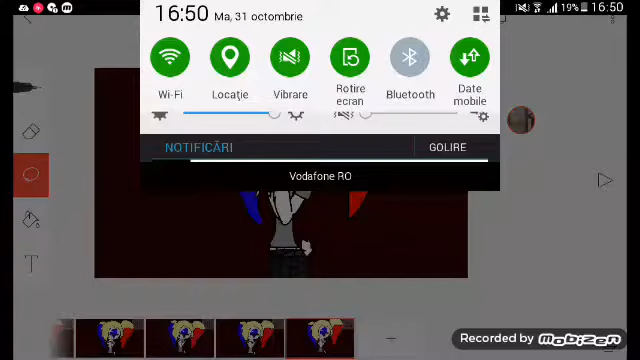 16:50 Ma, 31 octombrie
19% 16:50
Wi-Fi
Locaţie
Vibrare
Rotire
ecran
Bluetooth
Date
mobile
NOTIFICĂRI
GOLIRE
Vodafone RO
T
Recorded by MOBIZEN